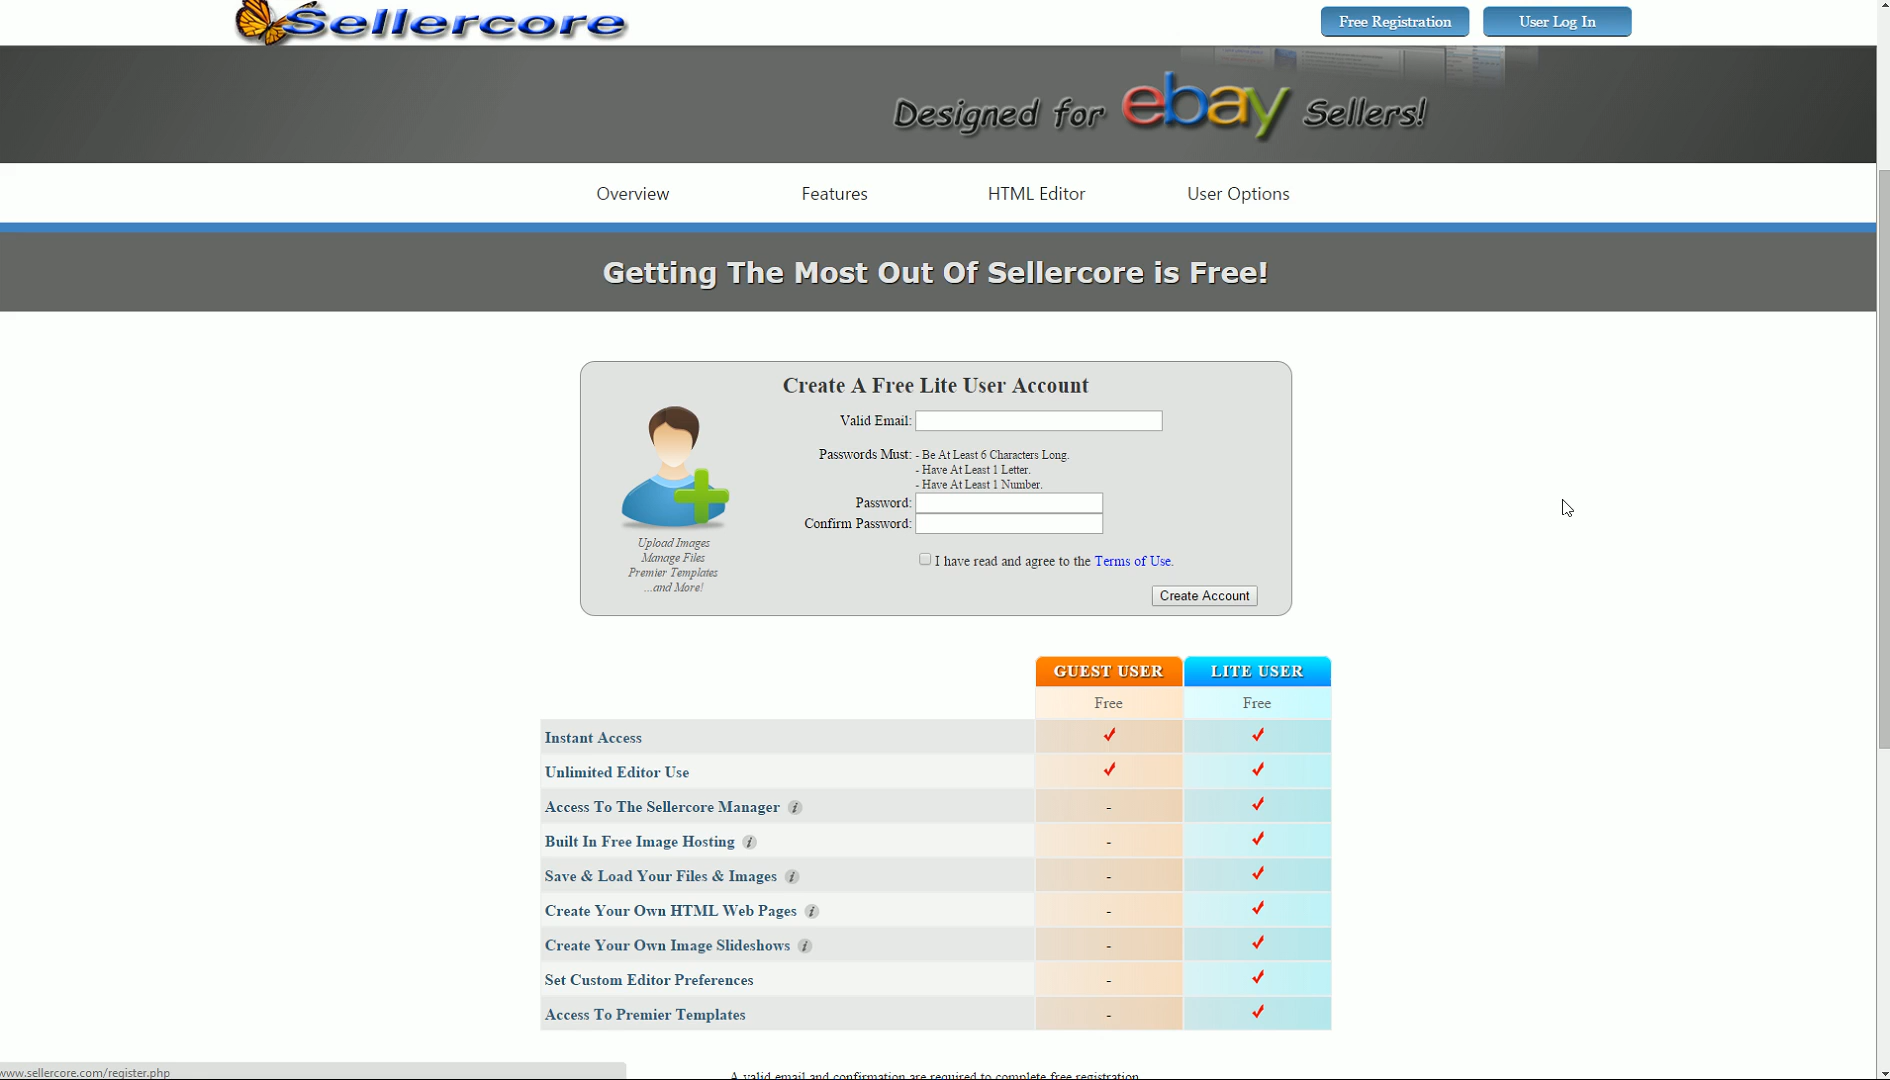 Sellercore
Free Registration
User Log In
Designed for ebay Sellers!
Overview
Features
HTML Editor
User Options
Getting The Most Out Of Sellercore is Free!
Create A Free Lite User Account
Valid Email:
Passwords Must: - Be At Least 6 Characters Long.
- Have At Least 1 Letter.
- Have At Least 1 Number.
Password:
Confirm Password:
Upload Images
Manage Files
Premier Templates
...and More!
I have read and agree to the Terms of Use.
Create Account
GUEST USER
LITE USER
Free
Free
Instant Access
Unlimited Editor Use
Access To The Sellercore Manager i
-
Built In Free Image Hosting i
-
Save & Load Your Files & Images i
-
Create Your Own HTML Web Pages i
-
Create Your Own Image Slideshows i
-
Set Custom Editor Preferences
-
Access To Premier Templates
-
www.sellercore.com/register.php
A valid email and confirmation are required to complete free registration